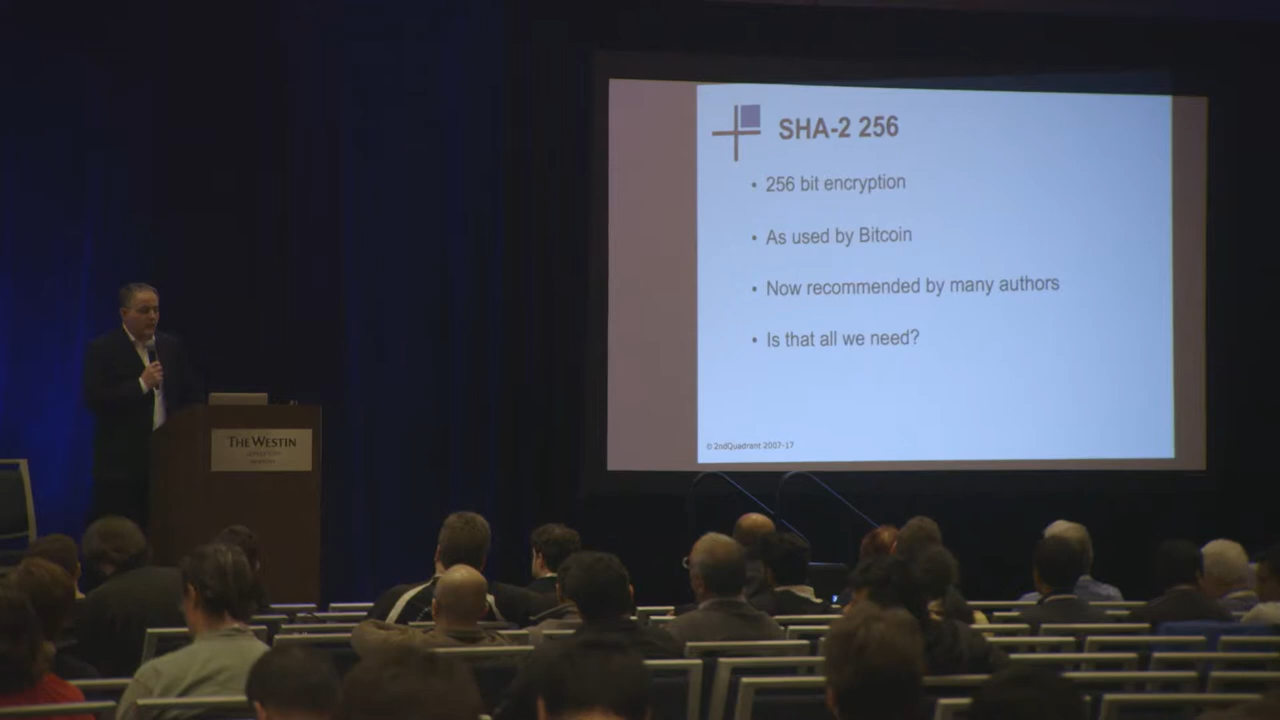 SHA-2 256
• 256 bit encryption
• As used by Bitcoin
• Now recommended by many authors
• Is that all we need?
© 2ndQuadrant 2007-17
THE WESTIN